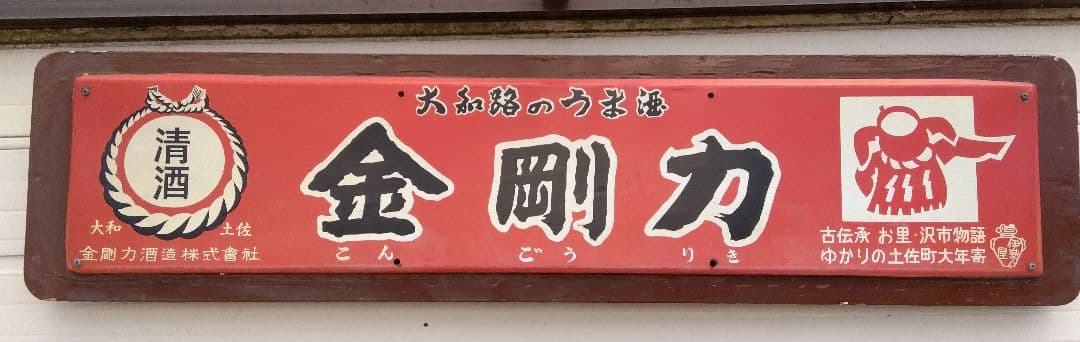 大和路のうま酒
金剛力
こんごうりき
清酒
大和 土佐
金剛力酒造株式會社
古伝承 お里・沢市物語
ゆかりの土佐町大年寄